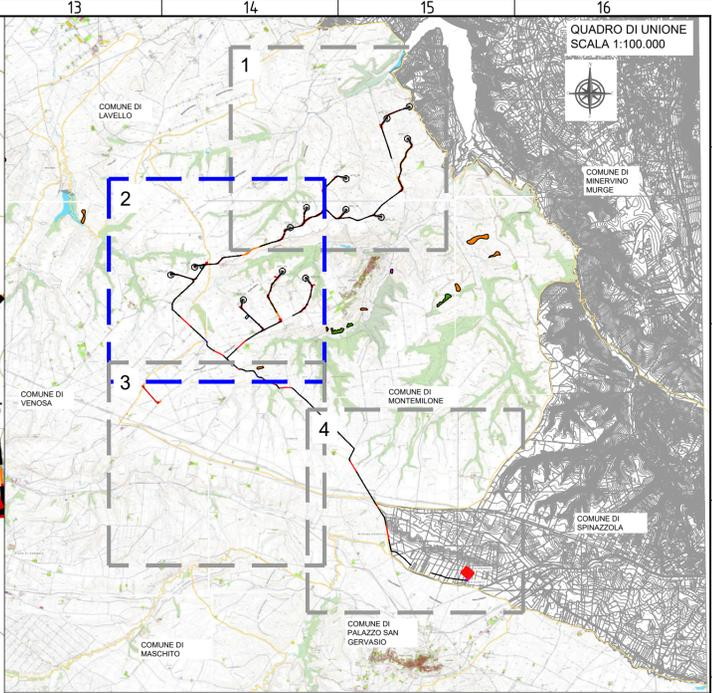 13 14 15 16
QUADRO DI UNIONE
SCALA 1:100.000
1
COMUNE DI
LAVELLO
COMUNE DI
MINERVINO
MURGE
2
3
COMUNE DI
VENOSA
COMUNE DI
MONTEMILONE
4
COMUNE DI
SPINAZZOLA
COMUNE DI
PALAZZO SAN
GERVASIO
COMUNE DI
MASCHITO